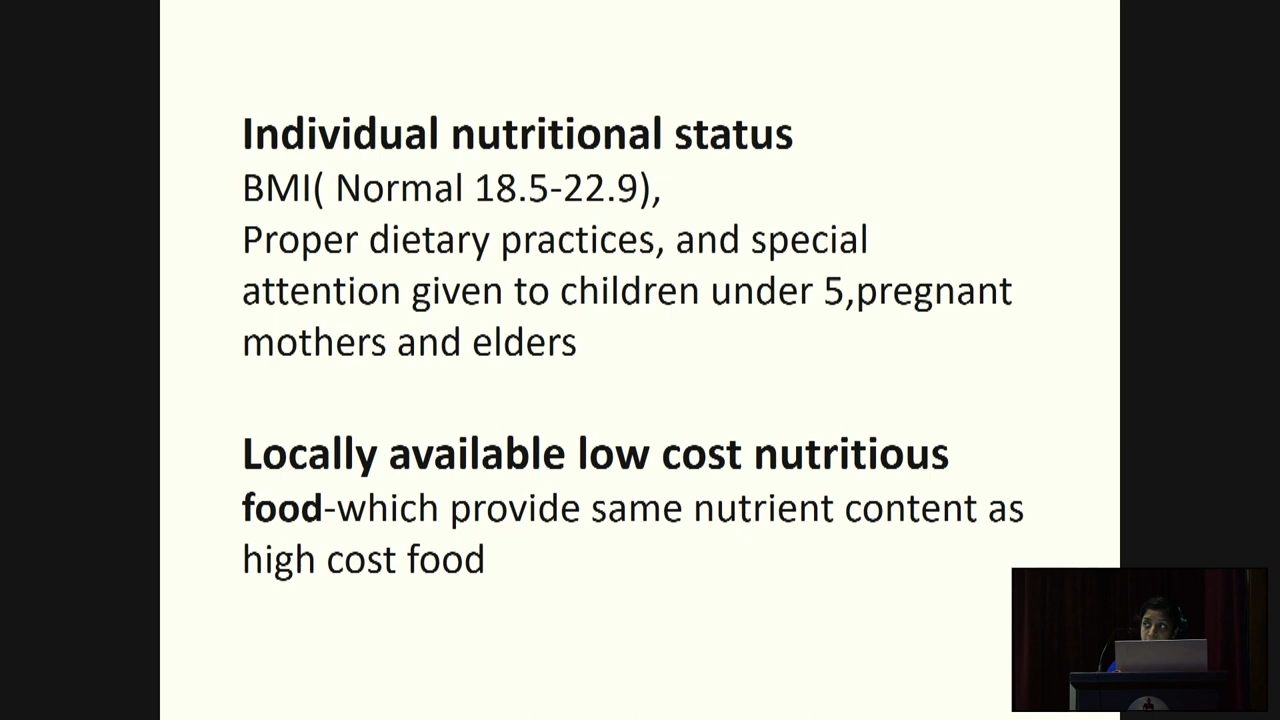 Individual nutritional status
BMI( Normal 18.5-22.9),
Proper dietary practices, and special
attention given to children under 5,pregnant
mothers and elders
Locally available low cost nutritious
food-which provide same nutrient content as
high cost food